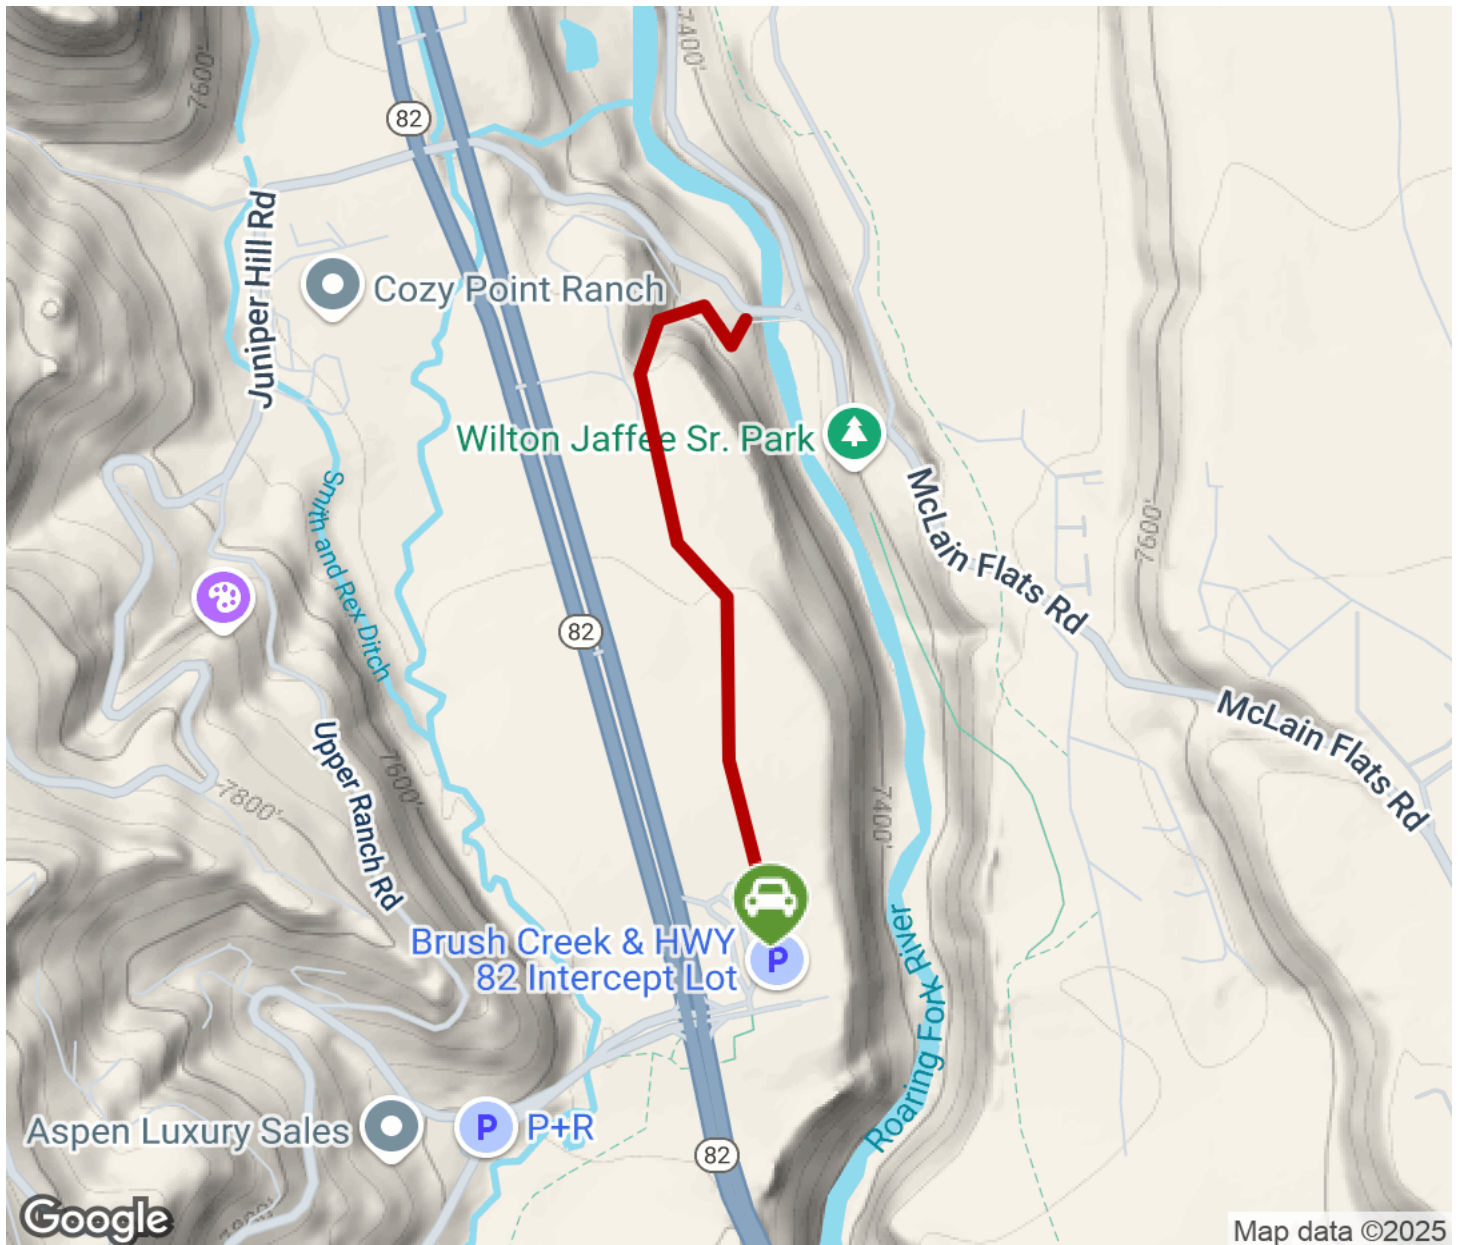 7400'
7600'
82
Juniper Hill Rd
Cozy Point Ranch
Wilton Jaffee Sr. Park
McLain Flats Rd
Smith and Rex Ditch
7600'
82
McLain Flats Rd
Upper Ranch Rd
7600'
7800'
7400'
Brush Creek & HWY
82 Intercept Lot
P
Roaring Fork River
Aspen Luxury Sales
P
P+R
82
7800'
Google
Map data ©2025